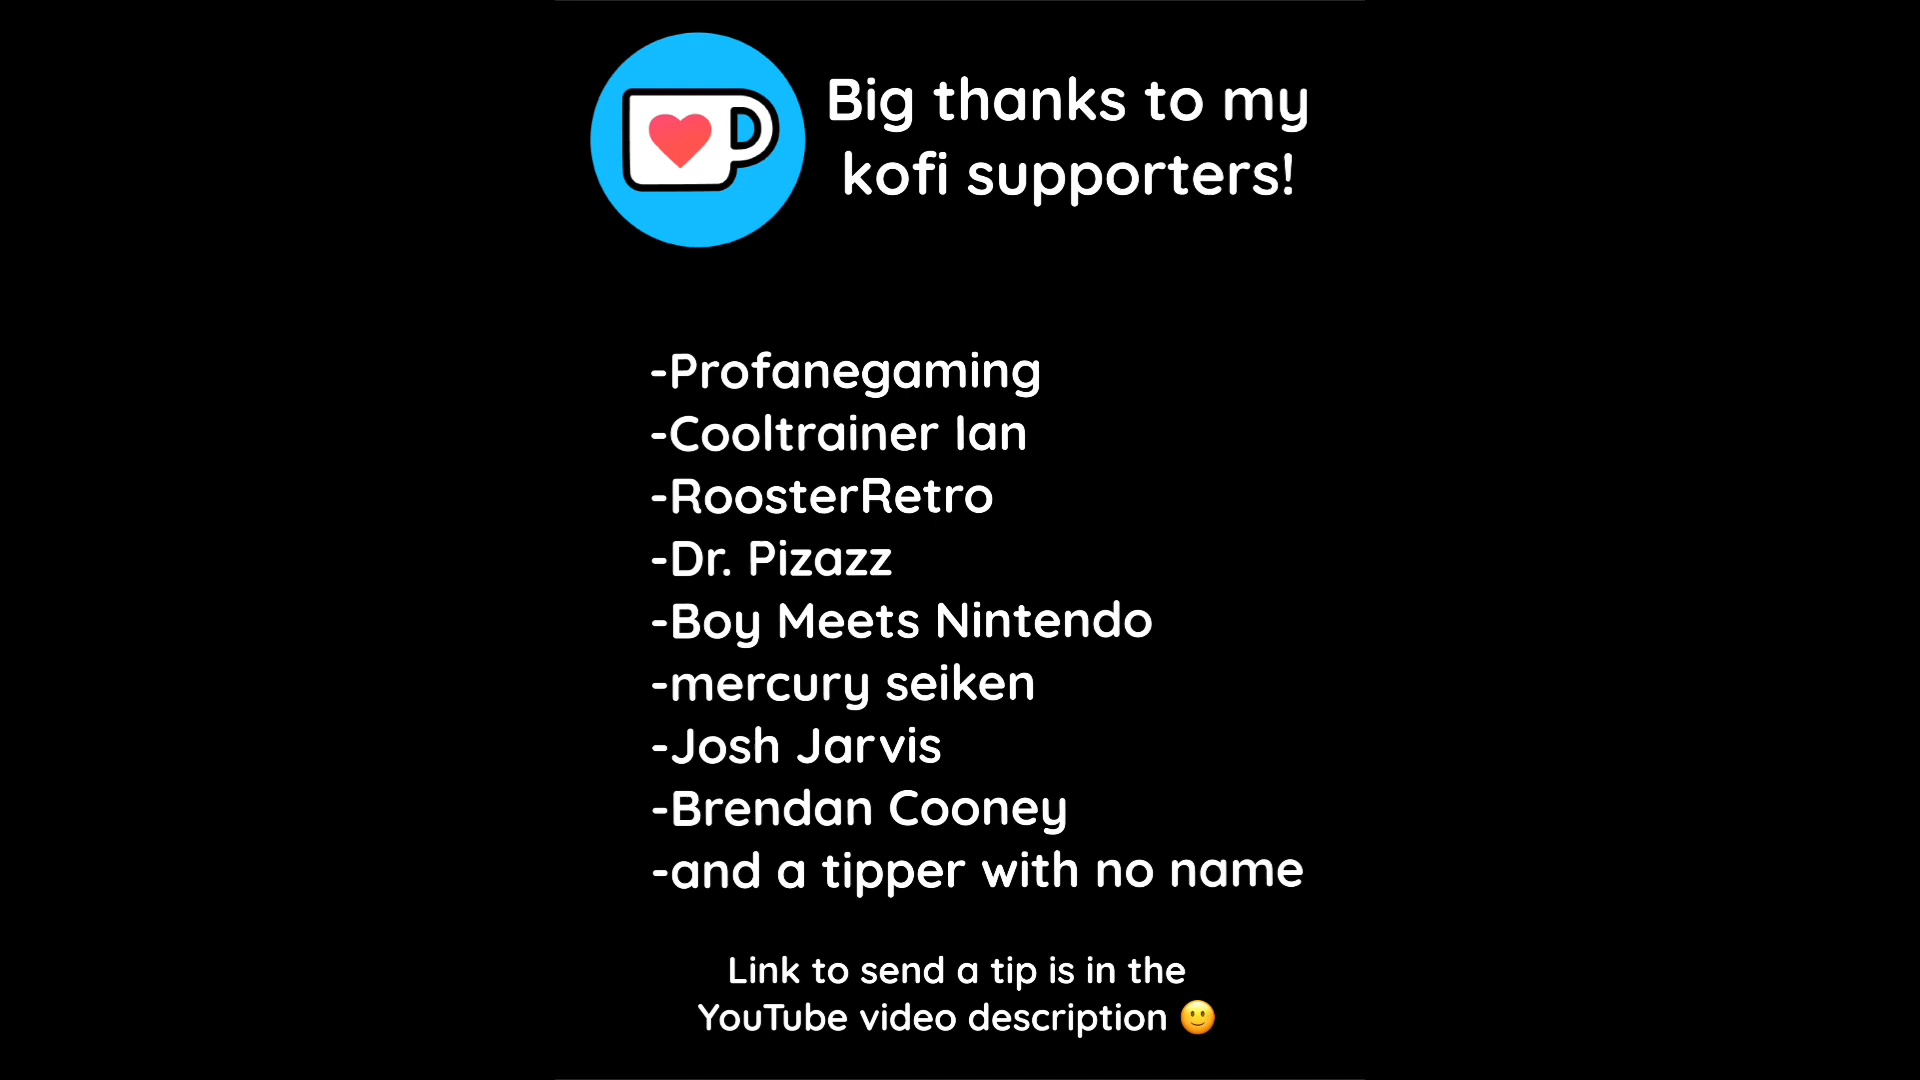 Big thanks to my
kofi supporters!
-Profanegaming
-Cooltrainer Ian
-RoosterRetro
-Dr. Pizazz
-Boy Meets Nintendo
-mercury seiken
-Josh Jarvis
-Brendan Cooney
-and a tipper with no name
Link to send a tip is in the
YouTube video description 🙂